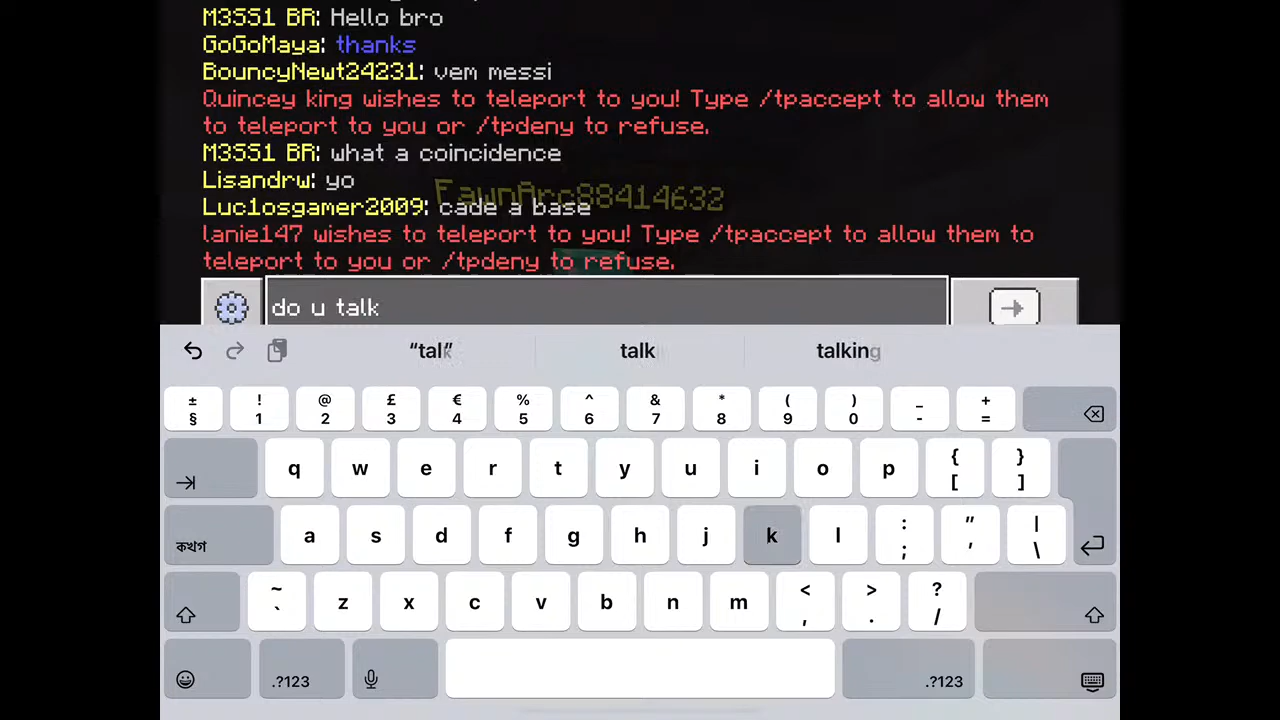 M3SS1 BR: Hello bro
GoGoMaya: thanks
BouncyNewt24231: vem messi
Quincey king wishes to teleport to you! Type /tpaccept to allow them
to teleport to you or /tpdeny to refuse.
M3SS1 BR: what a coincidence
Lisandrw: yo
FawnArc88414632
Luc1osgamer2009: cade a base
lanie147 wishes to teleport to you! Type /tpaccept to allow them to
teleport to you or /tpdeny to refuse.
do u talk
“talk” talk talking
± ! @ £ € % ^ & * ( ) _ +
§ 1 2 3 4 5 6 7 8 9 0 - =
q w e r t y u i o p { [ } ]
কখগ a s d f g h j k l : ; " ' | \
~ ` z x c v b n m < , > . ? /
.?123 .?123